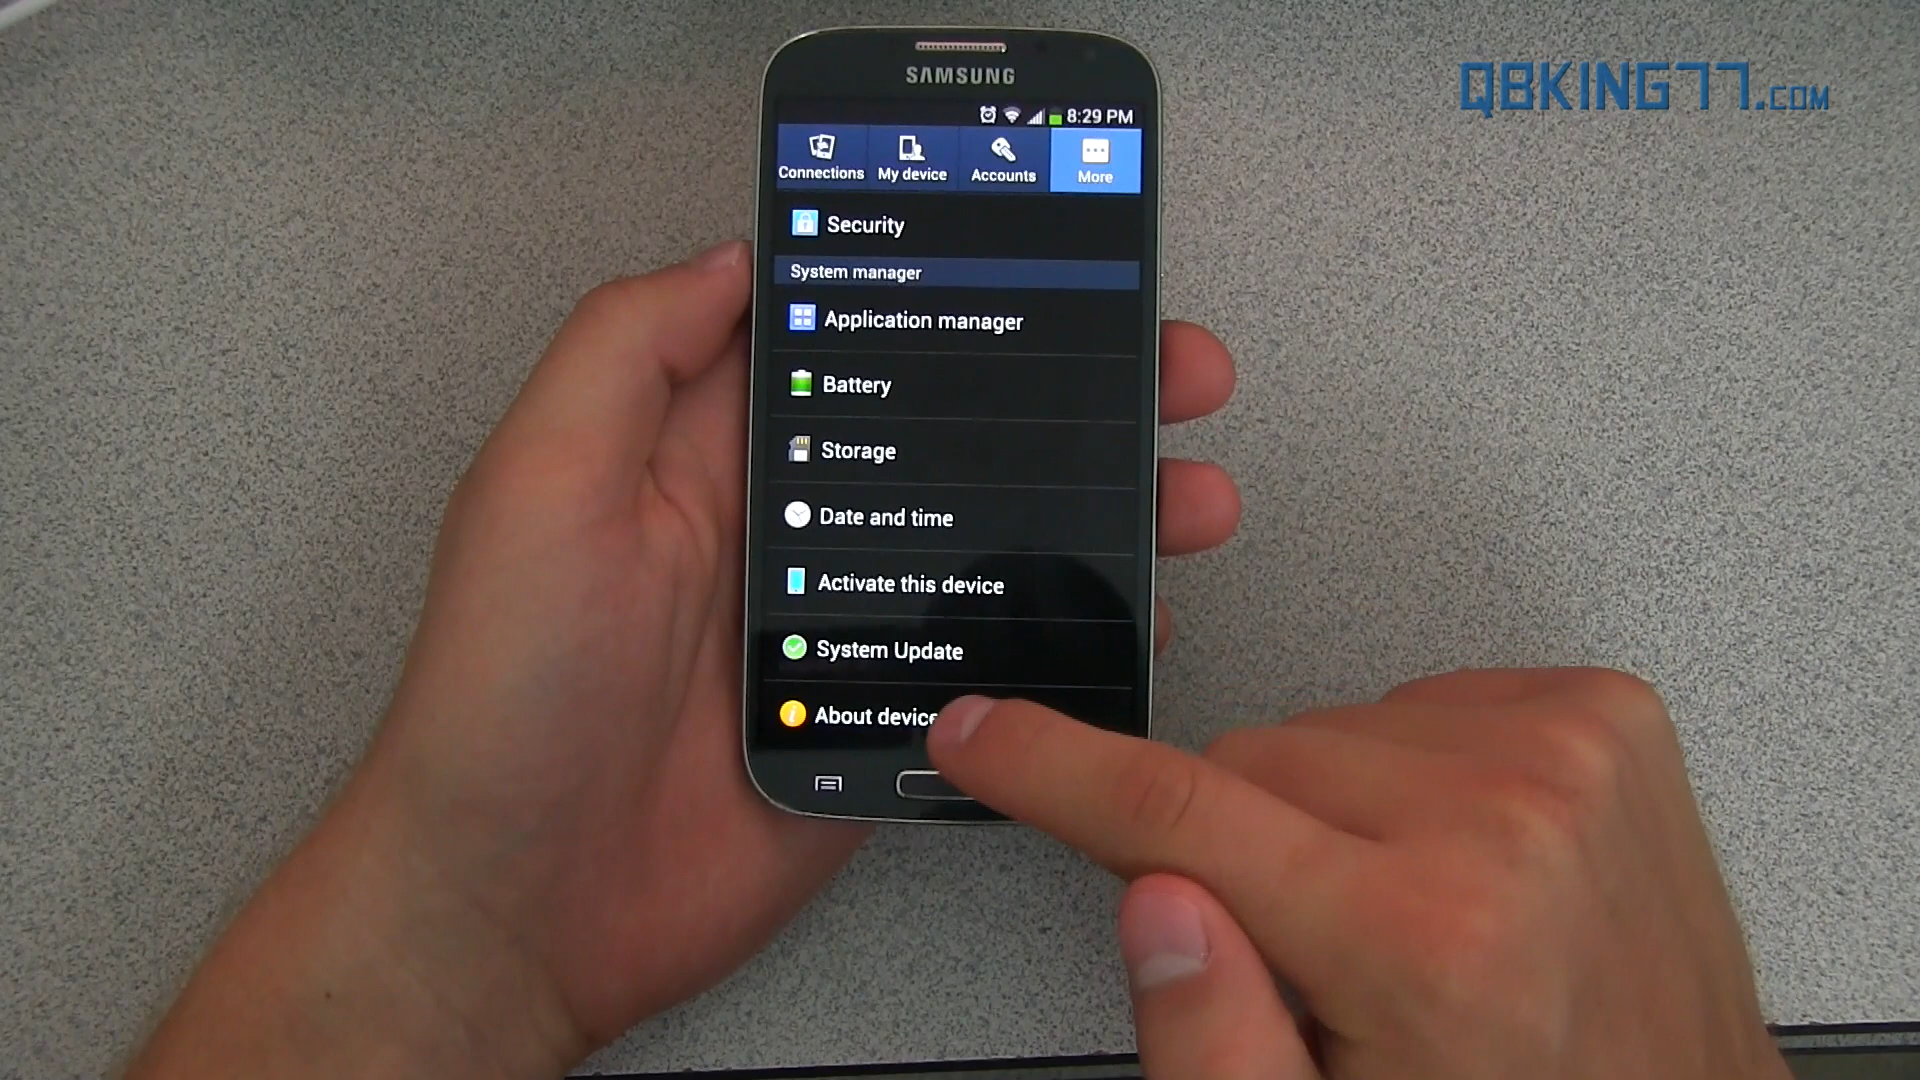 QBKING77.COM
SAMSUNG
8:29 PM
Connections My device Accounts More
Security
System manager
Application manager
Battery
Storage
Date and time
Activate this device
System Update
About device